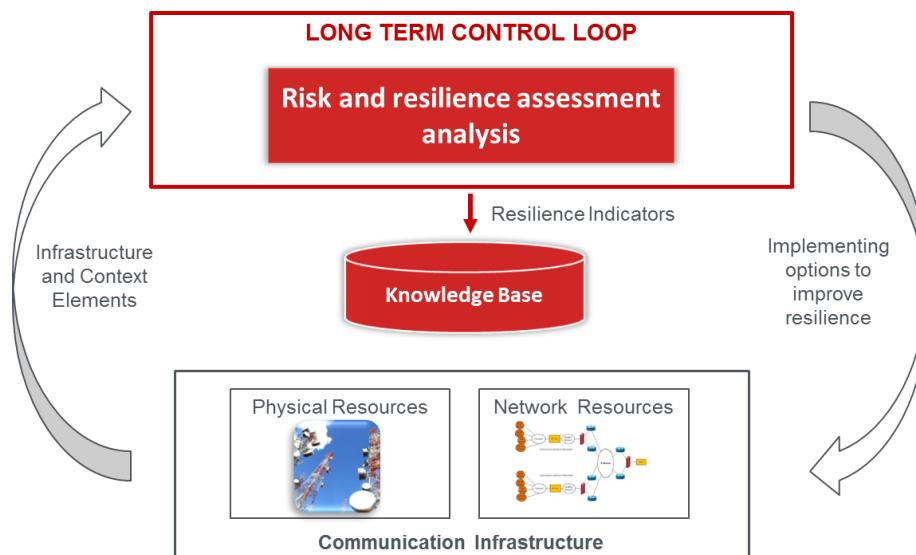 LONG TERM CONTROL LOOP
Risk and resilience assessment
analysis
Resilience Indicators
Infrastructure
and Context
Elements
Knowledge Base
Implementing
options to
improve
resilience
Physical Resources
Network Resources
Communication Infrastructure